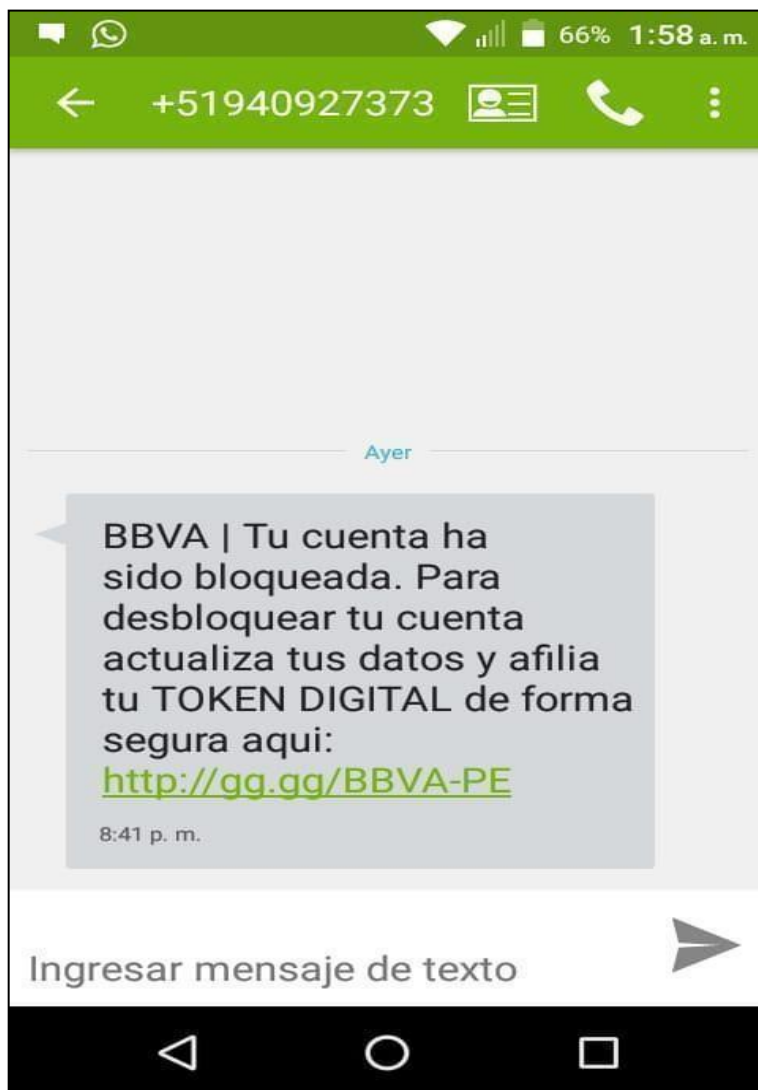 66% 1:58 a. m.
+51940927373
Ayer
BBVA | Tu cuenta ha
sido bloqueada. Para
desbloquear tu cuenta
actualiza tus datos y afilia
tu TOKEN DIGITAL de forma
segura aqui:
http://gg.gg/BBVA-PE
8:41 p. m.
Ingresar mensaje de texto